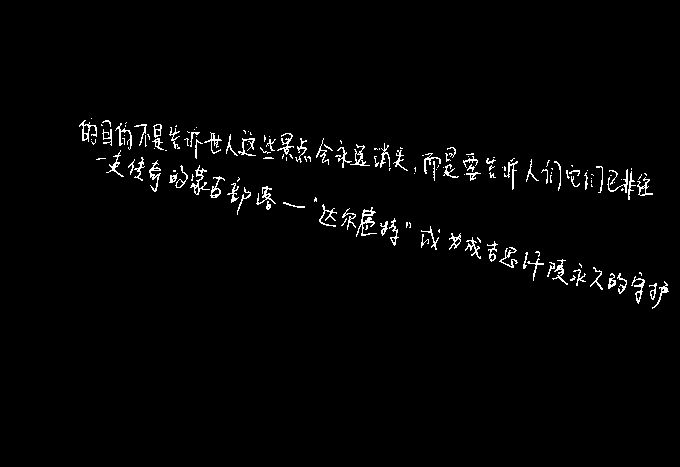 的目的不是告诉世人这些景点会永远消失，而是要告诉人们它们已非往
一支传奇的蒙古部落—“达尔扈特”成为成吉思汗陵永久的守护